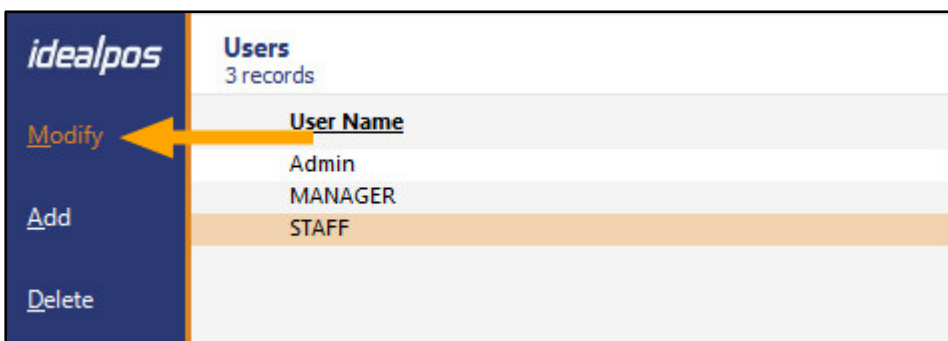 idealpos
Users
3 records
Modify
User Name
Admin
MANAGER
Add
STAFF
Delete